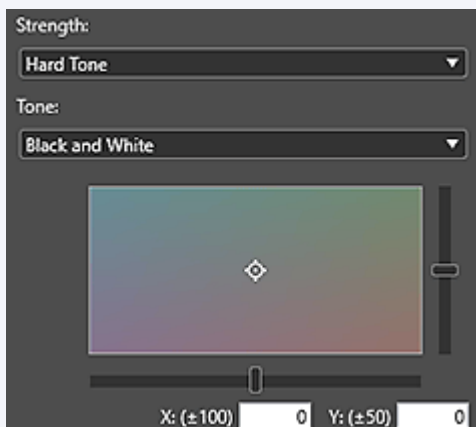 Strength:
Hard Tone
Tone:
Black and White
X: (±100) 0 Y: (±50) 0